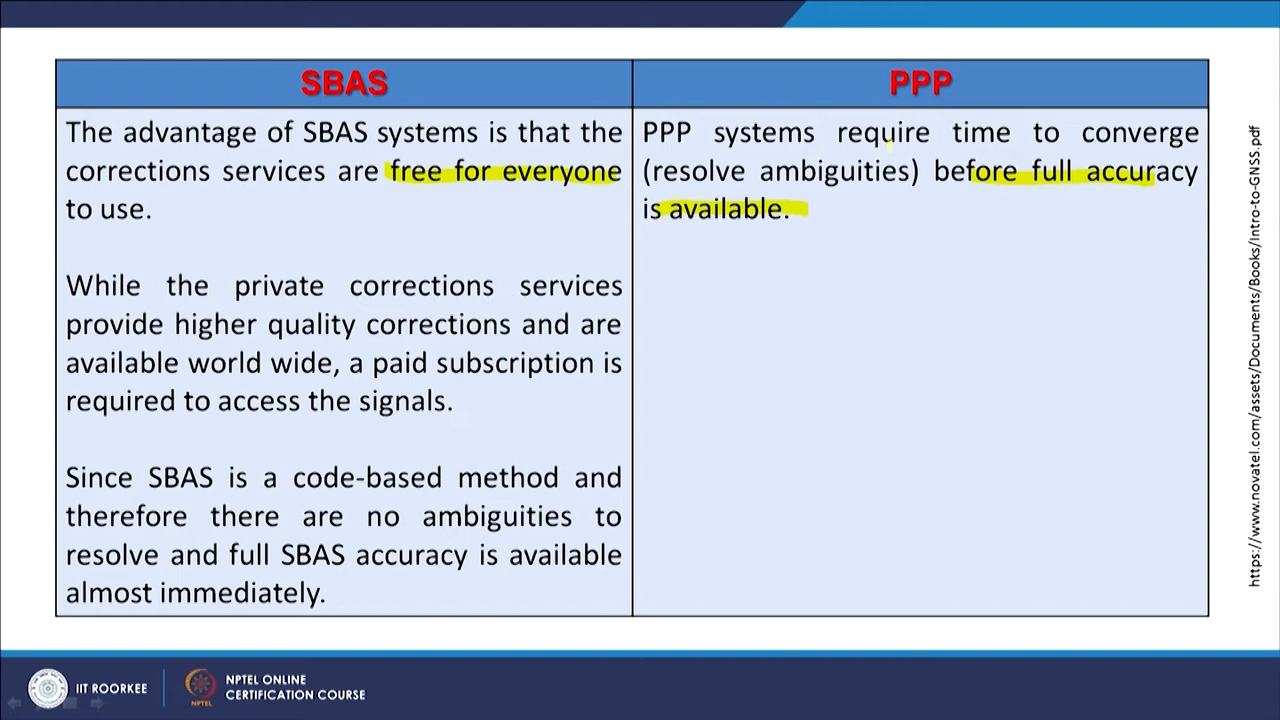 SBAS
PPP
The advantage of SBAS systems is that the
corrections services are free for everyone
to use.
While the private corrections services
provide higher quality corrections and are
available world wide, a paid subscription is
required to access the signals.
Since SBAS is a code-based method and
therefore there are no ambiguities to
resolve and full SBAS accuracy is available
almost immediately.
PPP systems require time to converge
(resolve ambiguities) before full accuracy
is available.
https://www.novatel.com/assets/Documents/Books/Intro-to-GNSS.pdf
IIT ROORKEE
NPTEL
NPTEL ONLINE
CERTIFICATION COURSE